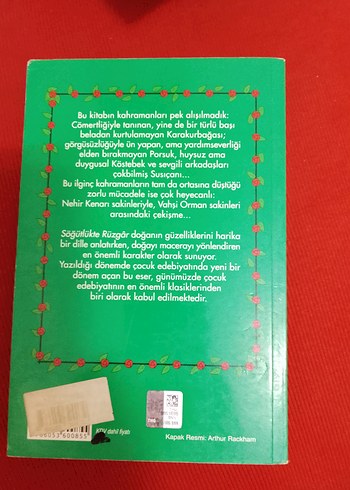 Bu kitabın kahramanları pek alışılmadık:
Cömertliğiyle tanınan, yine de bir türlü başı
beladan kurtulamayan Karakurbağası;
görgüsüzlüğüyle ün yapan, ama yardımseverliği
elden bırakmayan Porsuk, huysuz ama
duygusal Köstebek ve sevgili arkadaşları
çokbilmiş Susıçanı...
Bu ilginç kahramanların tam da ortasına düştüğü
zorlu mücadele ise çok heyecanlı:
Nehir Kenarı sakinleriyle, Vahşi Orman sakinleri
arasındaki çekişme...
Söğütlükte Rüzgâr doğanın güzelliklerini harika
bir dille anlatırken, doğayı macerayı yönlendiren
en önemli karakter olarak sunuyor.
Yazıldığı dönemde çocuk edebiyatında yeni bir
dönem açan bu eser, günümüzde çocuk
edebiyatının en önemli klasiklerinden
biri olarak kabul edilmektedir.
KDV dahil fiyatı
Kapak Resmi: Arthur Rackham